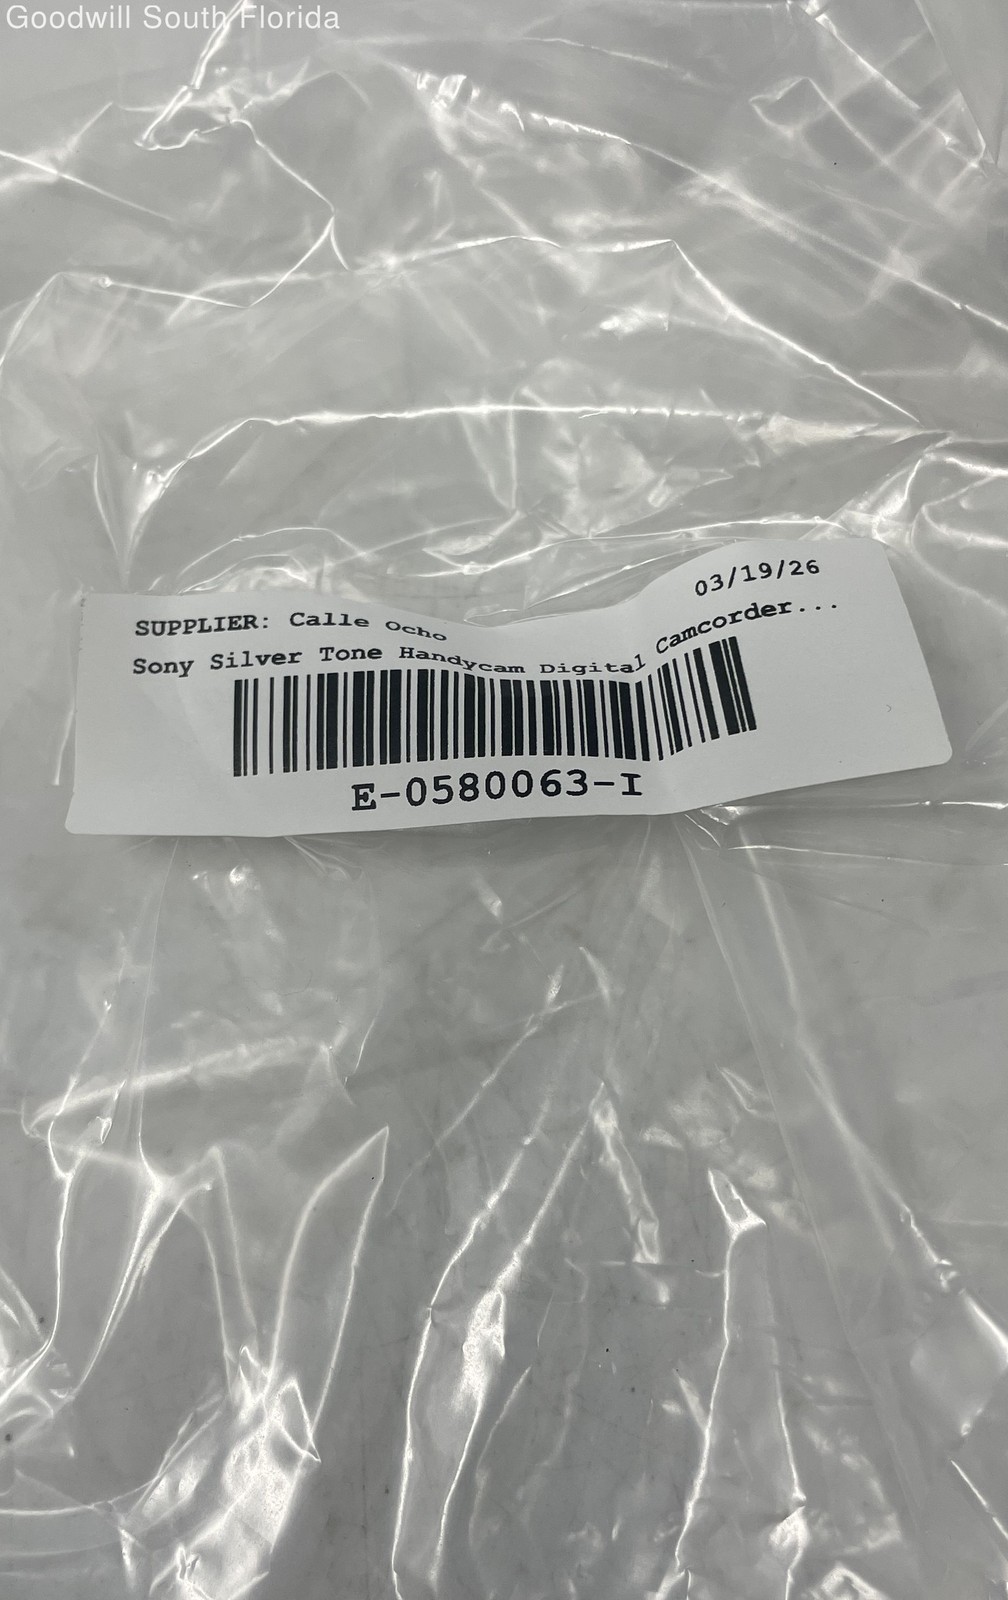 Goodwill South Florida
03/19/26
SUPPLIER: Calle Ocho
Sony Silver Tone Handycam Digital Camcorder...
E-0580063-I